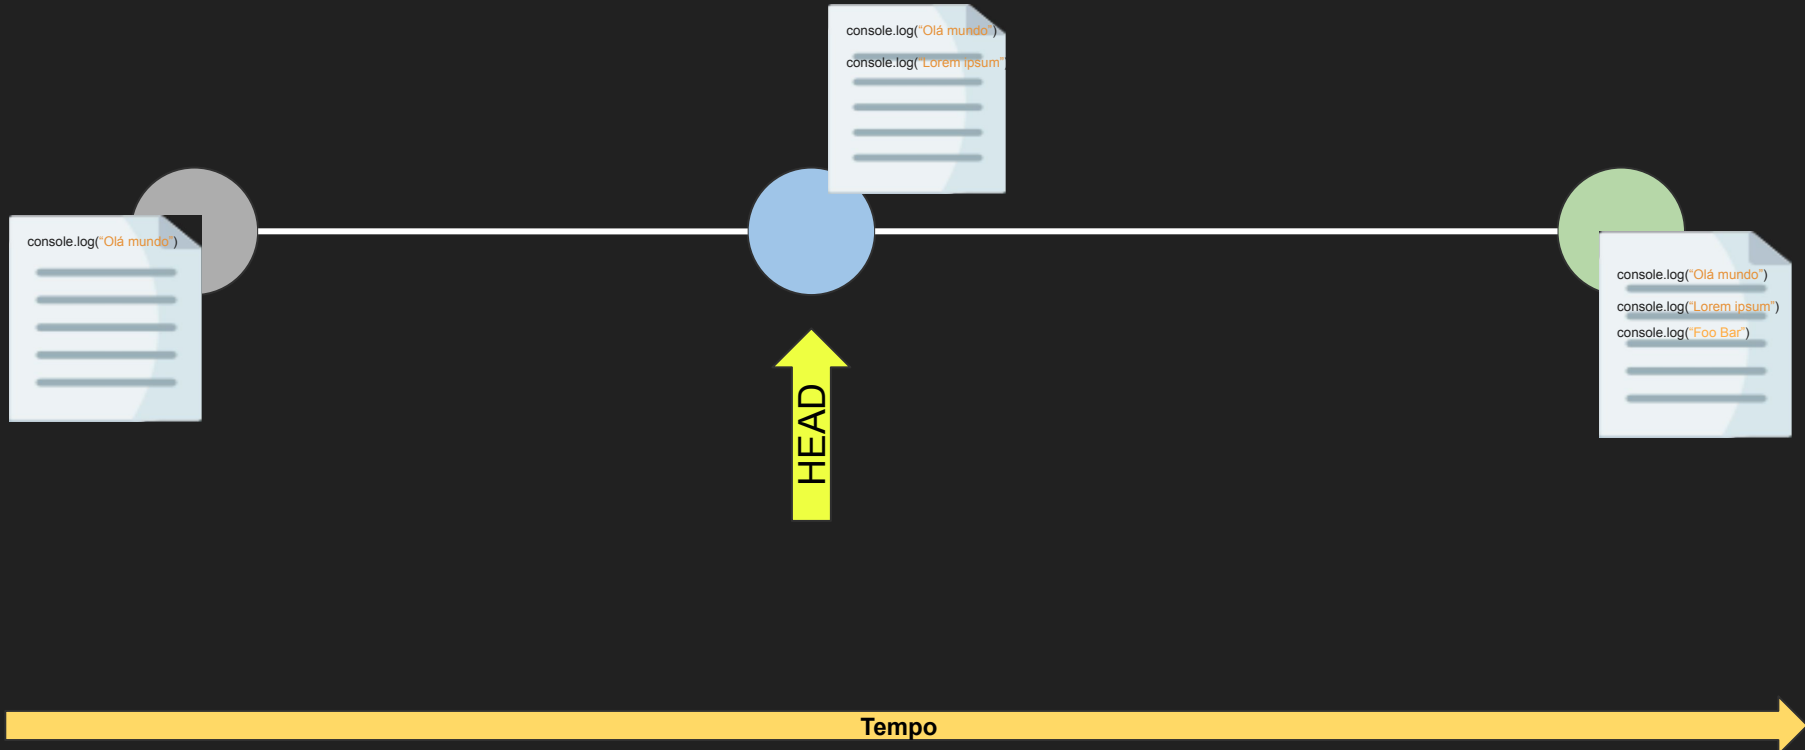 console.log(“Olá mundo”)
console.log(“Olá mundo”)
console.log(“Lorem ipsum”
console.log(“Olá mundo”)
console.log(“Lorem ipsum”)
console.log(“Foo Bar”)
HEAD
Tempo